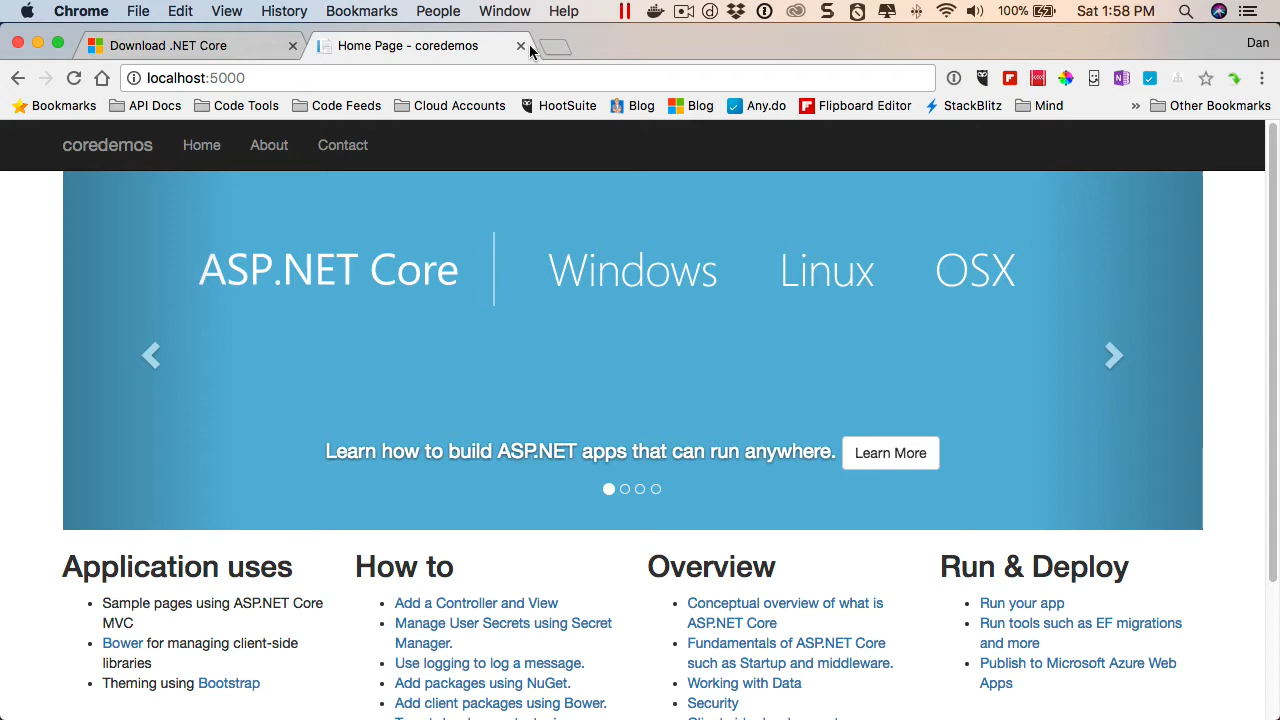 Chrome File Edit View History Bookmarks People Window Help 100% Sat 1:58 PM
Download .NET Core Home Page - coredemos Dan
localhost:5000
Bookmarks API Docs Code Tools Code Feeds Cloud Accounts HootSuite Blog Blog Any.do Flipboard Editor StackBlitz Mind » Other Bookmarks
coredemos Home About Contact
ASP.NET Core Windows Linux OSX
Learn how to build ASP.NET apps that can run anywhere. Learn More
Application uses
Sample pages using ASP.NET Core
MVC
Bower for managing client-side
libraries
Theming using Bootstrap
How to
Add a Controller and View
Manage User Secrets using Secret
Manager.
Use logging to log a message.
Add packages using NuGet.
Add client packages using Bower.
Overview
Conceptual overview of what is
ASP.NET Core
Fundamentals of ASP.NET Core
such as Startup and middleware.
Working with Data
Security
Run & Deploy
Run your app
Run tools such as EF migrations
and more
Publish to Microsoft Azure Web
Apps